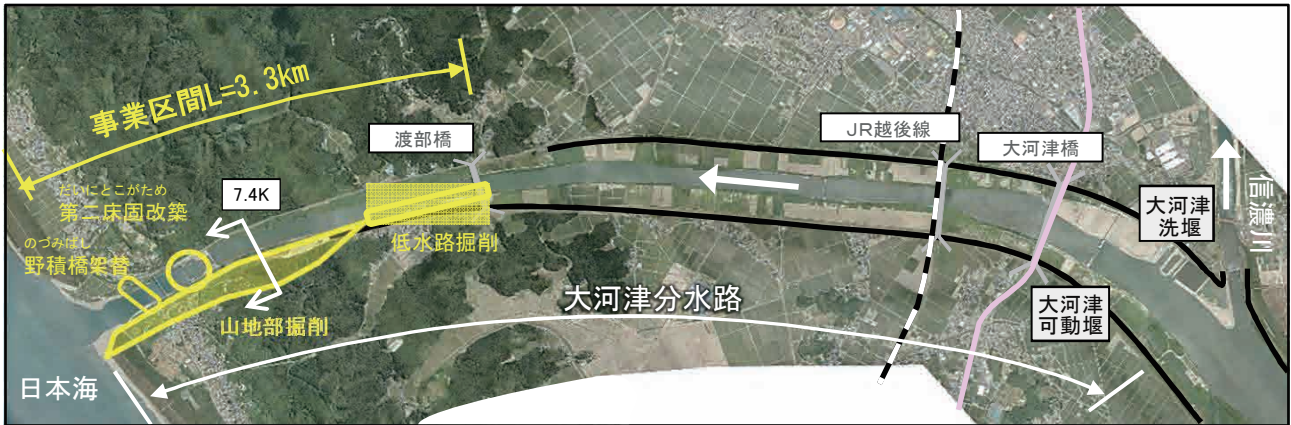 事業区間L=3.3km
渡部橋
JR越後線
大河津橋
信濃川
大河津
洗堰
だいにとこがため
第二床固改築
7.4K
のづみばし
野積橋架替
低水路掘削
山地部掘削
大河津分水路
大河津
可動堰
日本海